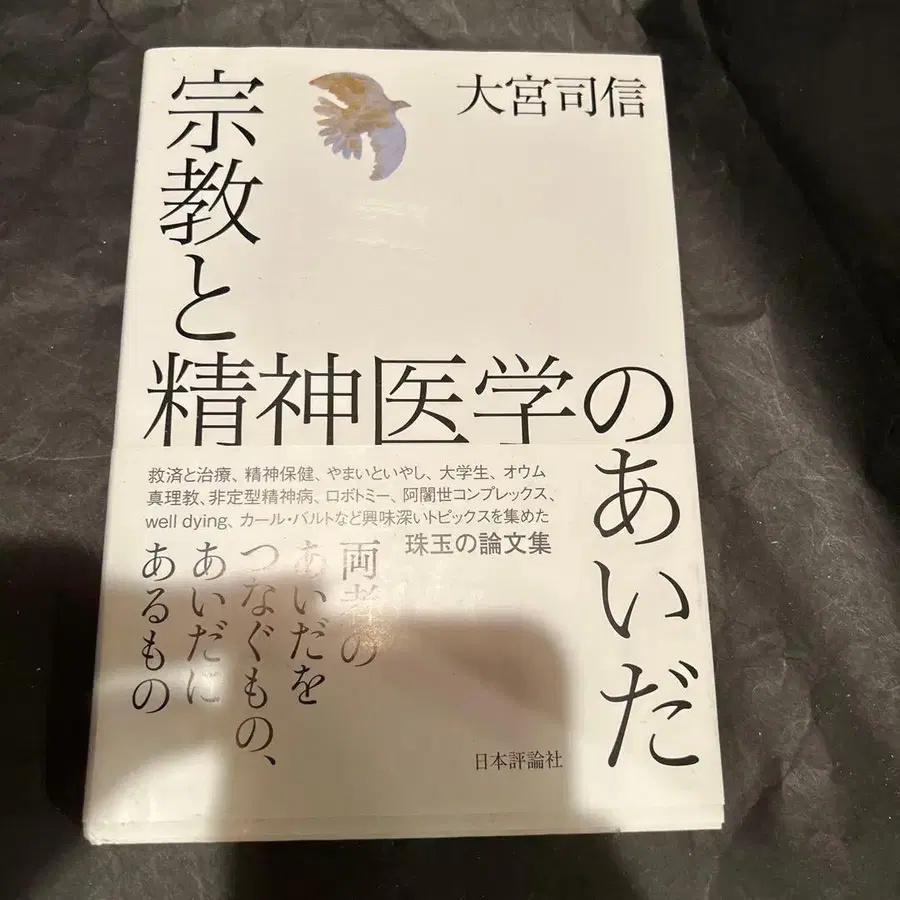 大宮司信
宗教と
精神医学の
あいだ
救済と治療、精神保健、やまいといやし、大学生、オウム
真理教、非定型精神病、ロボトミー、阿闍世コンプレックス、
well dying、カール・バルトなど興味深いトピックスを集めた
珠玉の論文集
両者の
あいだを
つなぐもの、
あいだに
あるもの
日本評論社